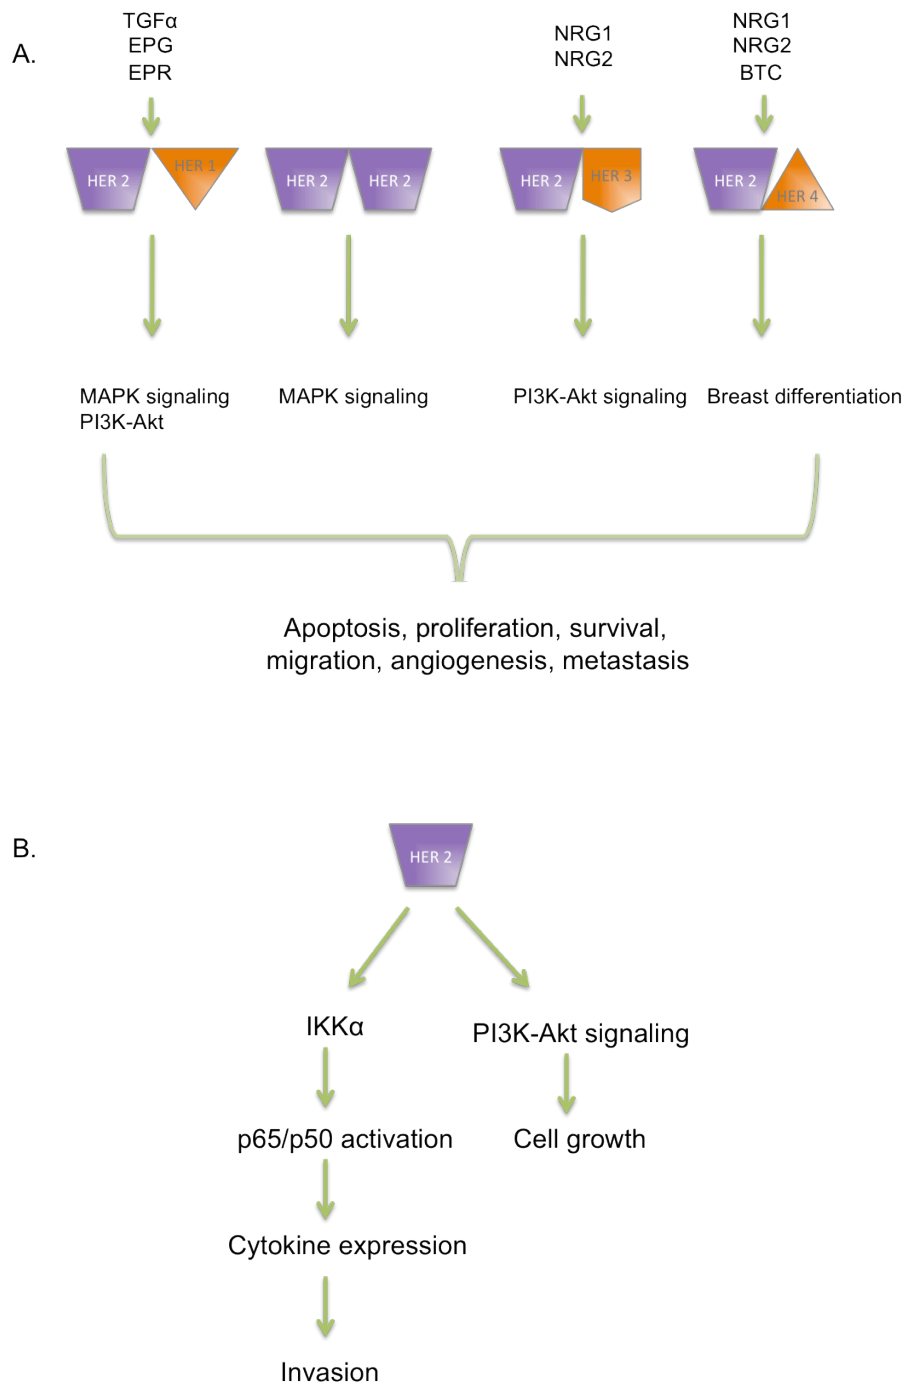 A.
TGFα
EPG
EPR
NRG1
NRG2
NRG1
NRG2
BTC
HER 2
HER 1
HER 2
HER 2
HER 2
HER 3
HER 2
HER 4
MAPK signaling
PI3K-Akt
MAPK signaling
PI3K-Akt signaling
Breast differentiation
Apoptosis, proliferation, survival,
migration, angiogenesis, metastasis
B.
HER 2
IKKα
PI3K-Akt signaling
p65/p50 activation
Cell growth
Cytokine expression
Invasion